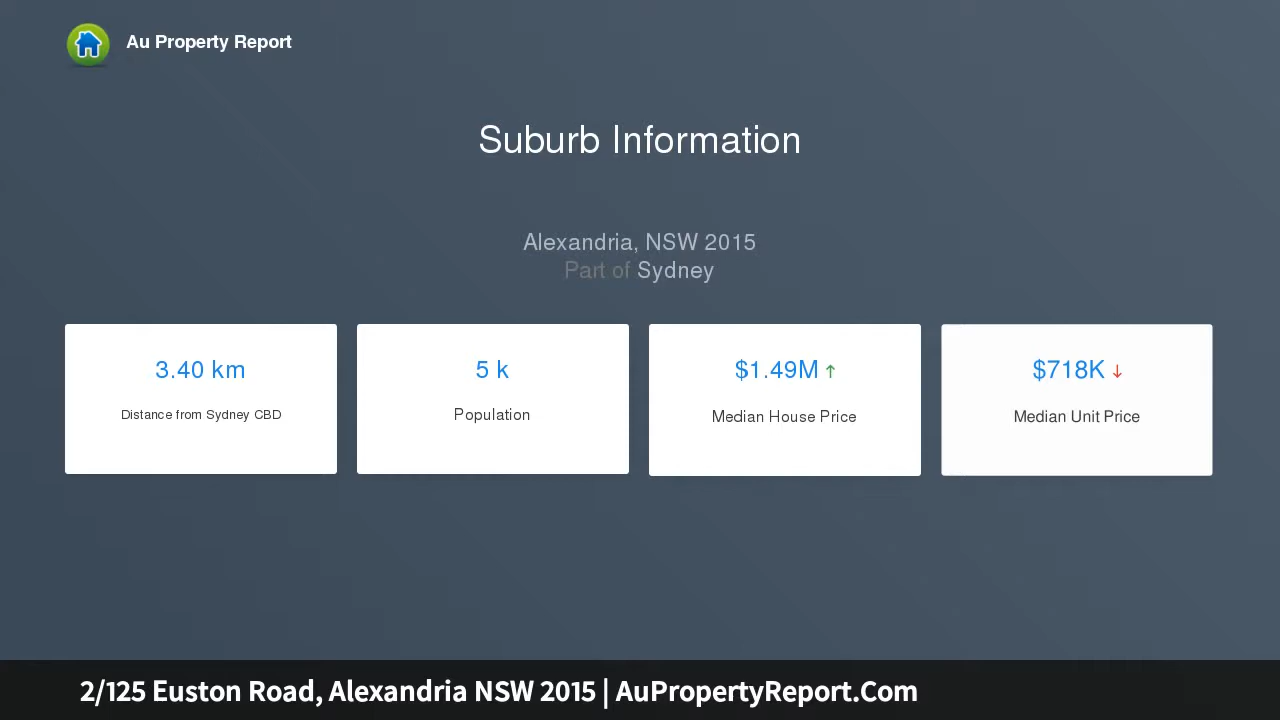 Au Property Report
Suburb Information
Alexandria, NSW 2015
Part of Sydney
3.40 km
Distance from Sydney CBD
5 k
Population
$1.49M ↑
Median House Price
$718K ↓
Median Unit Price
2/125 Euston Road, Alexandria NSW 2015 | AuPropertyReport.Com